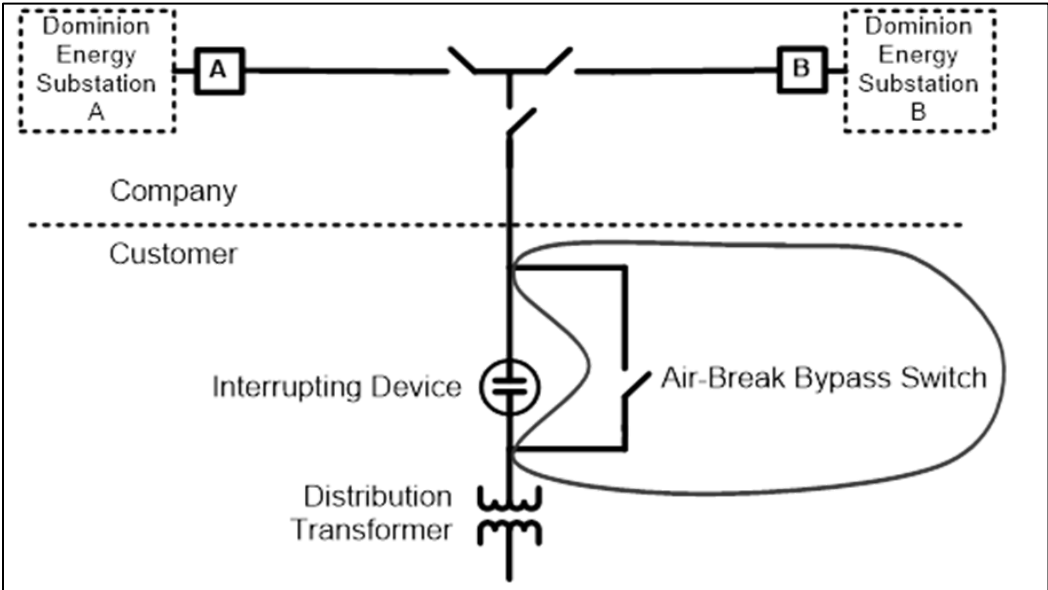 Dominion
Energy
Substation
A
A
B
Dominion
Energy
Substation
B
Company
Customer
Interrupting Device
Air-Break Bypass Switch
Distribution
Transformer